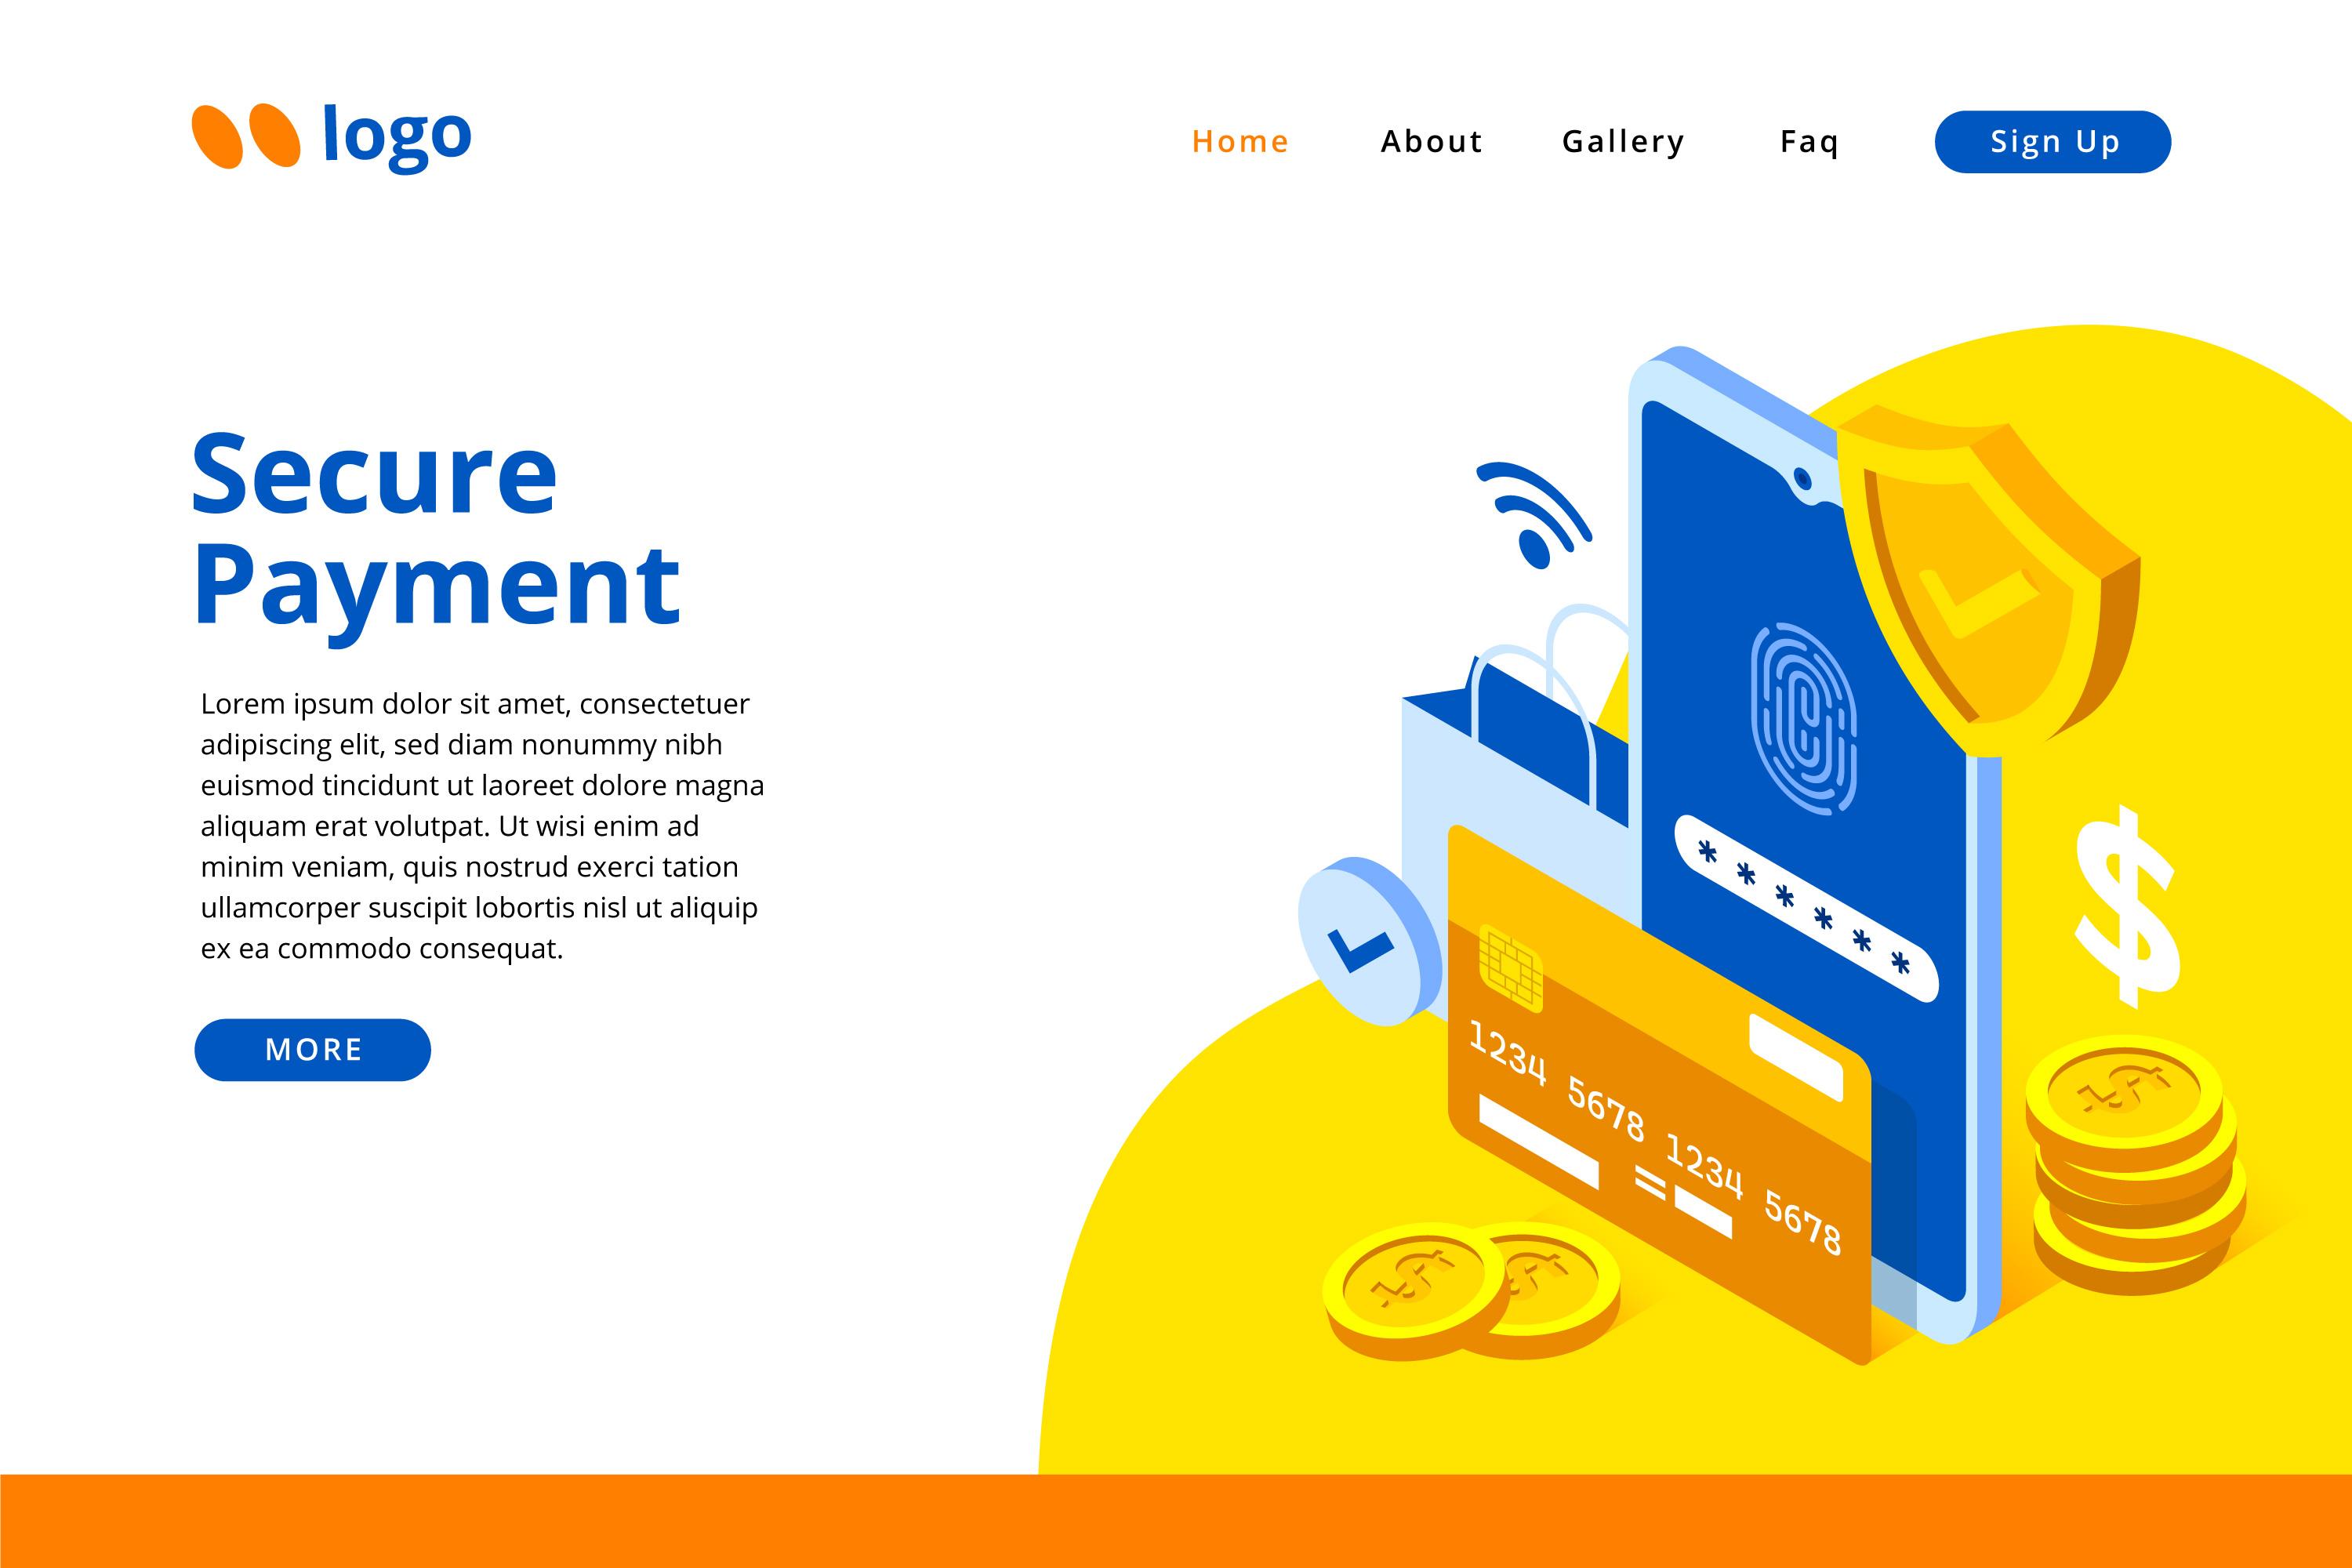 logo
Home About Gallery Faq Sign Up
Secure
Payment
Lorem ipsum dolor sit amet, consectetuer
adipiscing elit, sed diam nonummy nibh
euismod tincidunt ut laoreet dolore magna
aliquam erat volutpat. Ut wisi enim ad
minim veniam, quis nostrud exerci tation
ullamcorper suscipit lobortis nisl ut aliquip
ex ea commodo consequat.
MORE
******
$
1234 5678 1234 5678
$
$
$